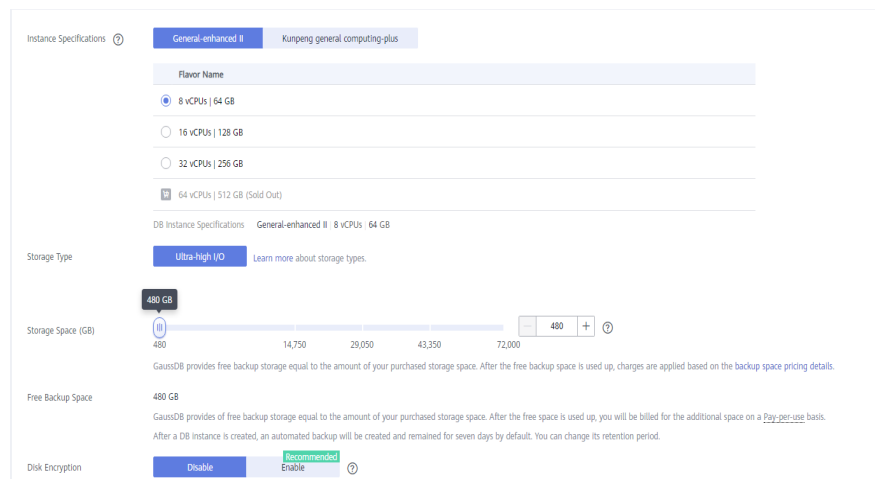 Instance Specifications ? General-enhanced II Kunpeng general computing-plus
Flavor Name
8 vCPUs | 64 GB
16 vCPUs | 128 GB
32 vCPUs | 256 GB
64 vCPUs | 512 GB (Sold Out)
DB Instance Specifications General-enhanced II | 8 vCPUs | 64 GB
Storage Type Ultra-high I/O Learn more about storage types.
480 GB
Storage Space (GB) 480 ?
480 14,750 29,050 43,350 72,000
GaussDB provides free backup storage equal to the amount of your purchased storage space. After the free backup space is used up, charges are applied based on the backup space pricing details.
Free Backup Space 480 GB
GaussDB provides of free backup storage equal to the amount of your purchased storage space. After the free space is used up, you will be billed for the additional space on a Pay-per-use basis.
After a DB instance is created, an automated backup will be created and remained for seven days by default. You can change its retention period.
Recommended
Disk Encryption Disable Enable ?